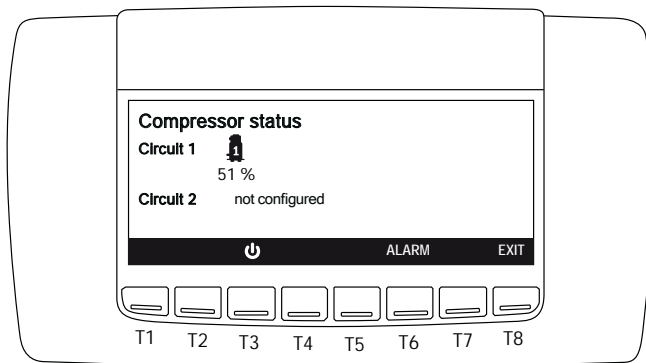 Compressor status
Circuit 1 1
51 %
Circuit 2 not configured
ALARM EXIT
T1 T2 T3 T4 T5 T6 T7 T8